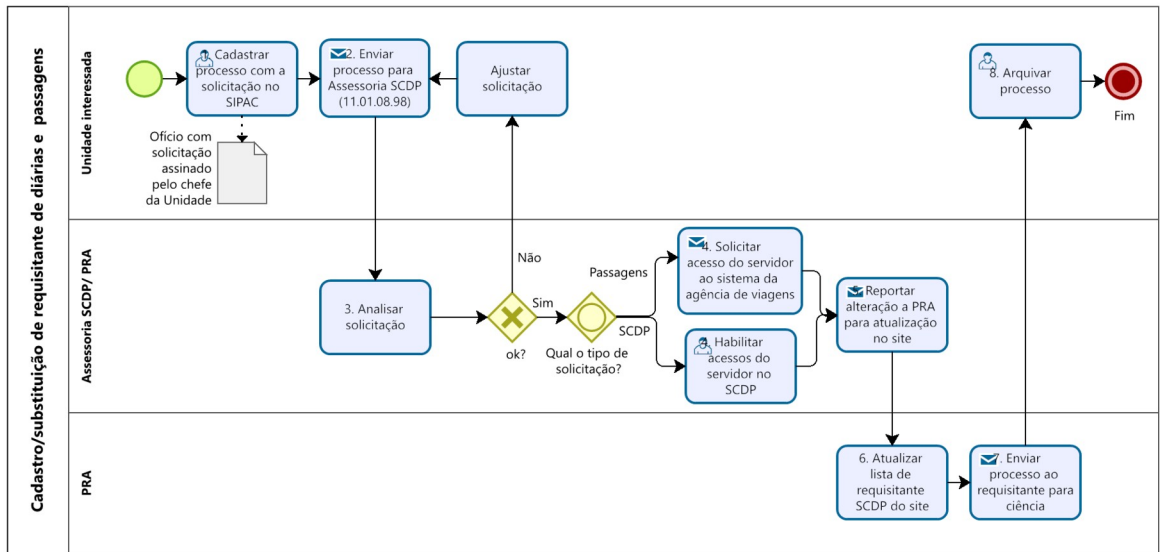 Cadastro/substituição de requisitante de diárias e passagens
Unidade interessada
Cadastrar
processo com a
solicitação no
SIPAC
Ofício com
solicitação
assinado
pelo chefe
da Unidade
2. Enviar
processo para
Assessoria SCDP
(11.01.08.98)
Ajustar
solicitação
8. Arquivar
processo
Fim
Assessoria SCDP/ PRA
3. Analisar
solicitação
Não
Sim
ok?
Qual o tipo de
solicitação?
Passagens
SCDP
4. Solicitar
acesso do servidor
ao sistema da
agência de viagens
Habilitar
acessos do
servidor no
SCDP
Reportar
alteração a PRA
para atualização
no site
PRA
6. Atualizar
lista de
requisitante
SCDP do site
7. Enviar
processo ao
requisitante para
ciência